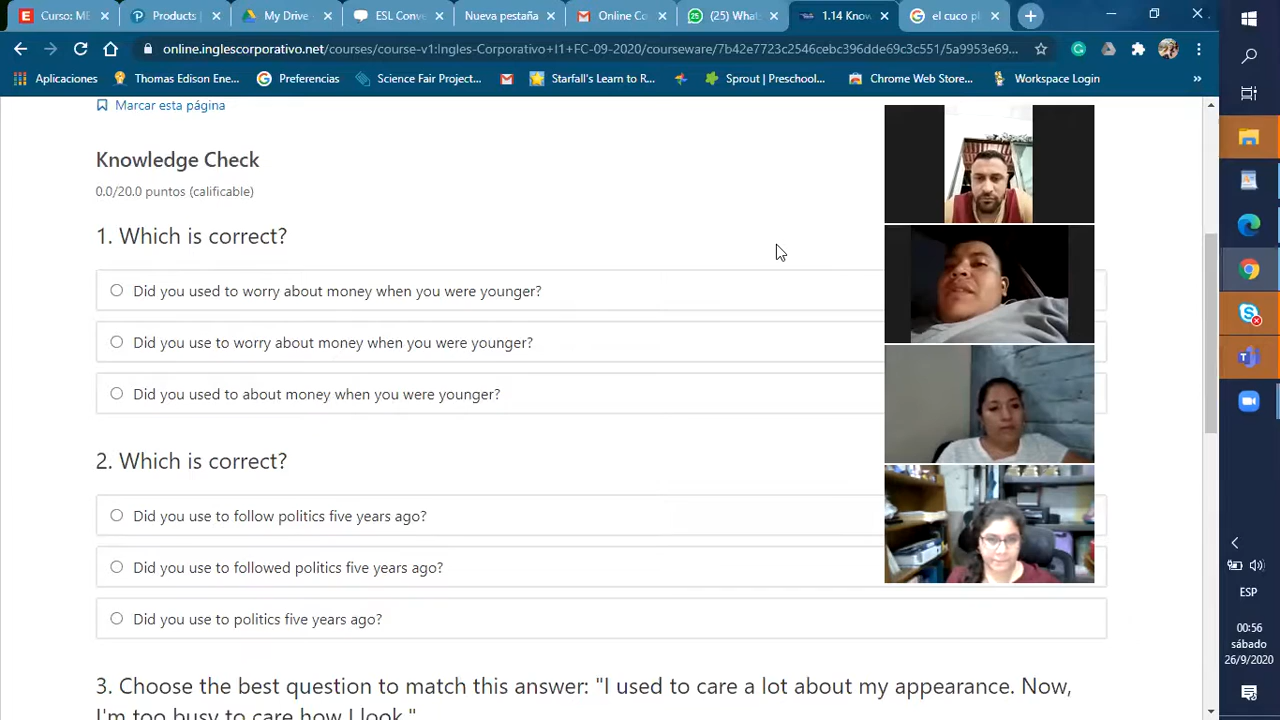 Curso: ME
Products |
My Drive -
ESL Conve
Nueva pestaña
Online Co
(25) What
1.14 Know
el cuco pl
online.inglescorporativo.net/courses/course-v1:Ingles-Corporativo+I1+FC-09-2020/courseware/7b42e7723c2546cebc396dde69c3c551/5a9953e69...
Aplicaciones
Thomas Edison Ene...
Preferencias
Science Fair Project...
Starfall's Learn to R...
Sprout | Preschool...
Chrome Web Store...
Workspace Login
»
Marcar esta página
Knowledge Check
0.0/20.0 puntos (calificable)
1. Which is correct?
Did you used to worry about money when you were younger?
Did you use to worry about money when you were younger?
Did you used to about money when you were younger?
2. Which is correct?
Did you use to follow politics five years ago?
Did you use to followed politics five years ago?
Did you use to politics five years ago?
3. Choose the best question to match this answer: "I used to care a lot about my appearance. Now,
I'm too busy to care how I look."
ESP
00:56
sábado
26/9/2020